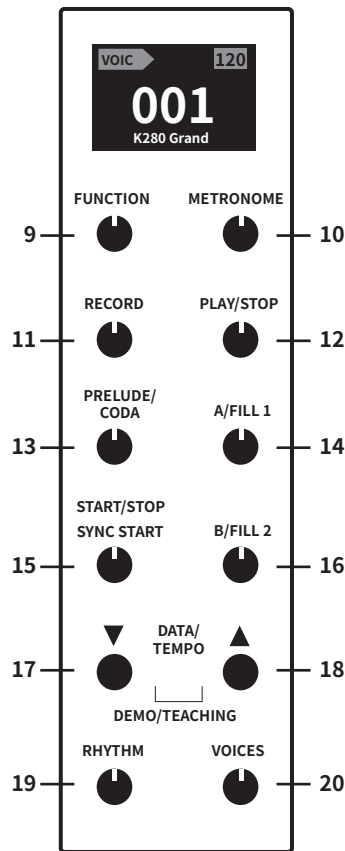 VOIC 120
001
K280 Grand
FUNCTION METRONOME
9 10
RECORD PLAY/STOP
11 12
PRELUDE/
CODA A/FILL 1
13 14
START/STOP
SYNC START B/FILL 2
15 16
▼ DATA/ ▲
TEMPO
17 18
DEMO/TEACHING
RHYTHM VOICES
19 20